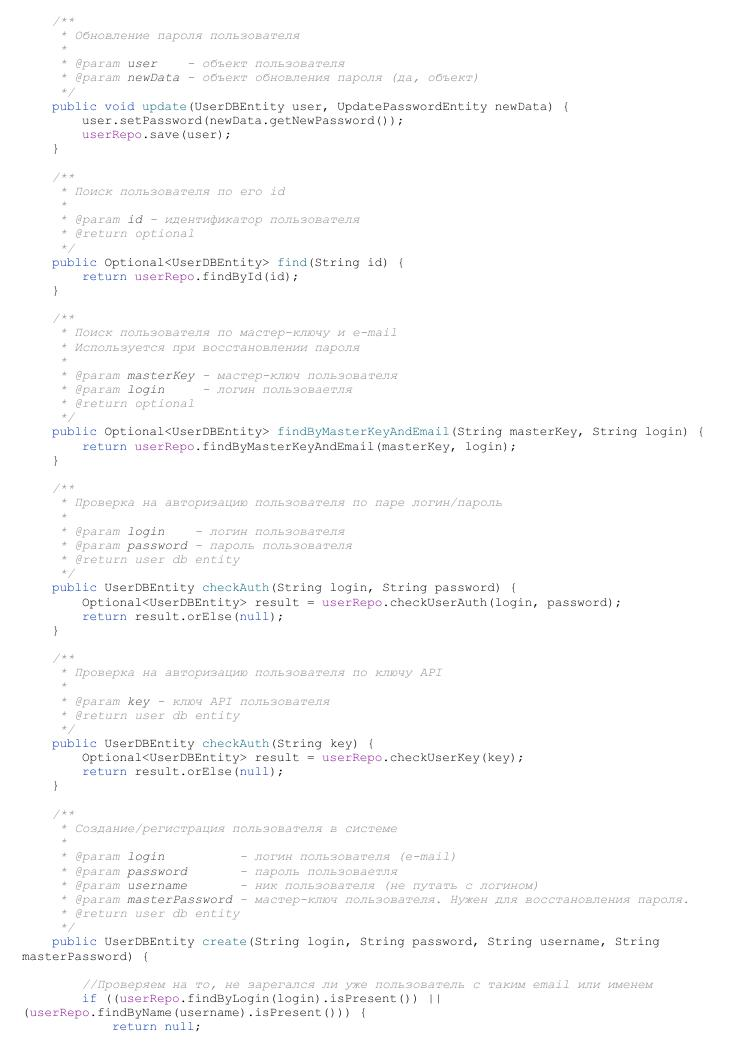 /**
 * Обновление пароля пользователя
 *
 * @param user    - объект пользователя
 * @param newData - объект обновления пароля (да, объект)
 */
public void update(UserDBEntity user, UpdatePasswordEntity newData) {
    user.setPassword(newData.getNewPassword());
    userRepo.save(user);
}

/**
 * Поиск пользователя по его id
 *
 * @param id - идентификатор пользователя
 * @return optional
 */
public Optional<UserDBEntity> find(String id) {
    return userRepo.findById(id);
}

/**
 * Поиск пользователя по мастер-ключу и e-mail
 * Используется при восстановлении пароля
 *
 * @param masterKey - мастер-ключ пользователя
 * @param login     - логин пользоваетля
 * @return optional
 */
public Optional<UserDBEntity> findByMasterKeyAndEmail(String masterKey, String login) {
    return userRepo.findByMasterKeyAndEmail(masterKey, login);
}

/**
 * Проверка на авторизацию пользователя по паре логин/пароль
 *
 * @param login    - логин пользователя
 * @param password - пароль пользователя
 * @return user db entity
 */
public UserDBEntity checkAuth(String login, String password) {
    Optional<UserDBEntity> result = userRepo.checkUserAuth(login, password);
    return result.orElse(null);
}

/**
 * Проверка на авторизацию пользователя по ключу API
 *
 * @param key - ключ API пользователя
 * @return user db entity
 */
public UserDBEntity checkAuth(String key) {
    Optional<UserDBEntity> result = userRepo.checkUserKey(key);
    return result.orElse(null);
}

/**
 * Создание/регистрация пользователя в системе
 *
 * @param login          - логин пользователя (e-mail)
 * @param password       - пароль пользоваетля
 * @param username       - ник пользователя (не путать с логином)
 * @param masterPassword - мастер-ключ пользователя. Нужен для восстановления пароля.
 * @return user db entity
 */
public UserDBEntity create(String login, String password, String username, String
masterPassword) {

    //Проверяем на то, не зарегался ли уже пользователь с таким email или именем
    if ((userRepo.findByLogin(login).isPresent()) ||
(userRepo.findByName(username).isPresent())) {
        return null;